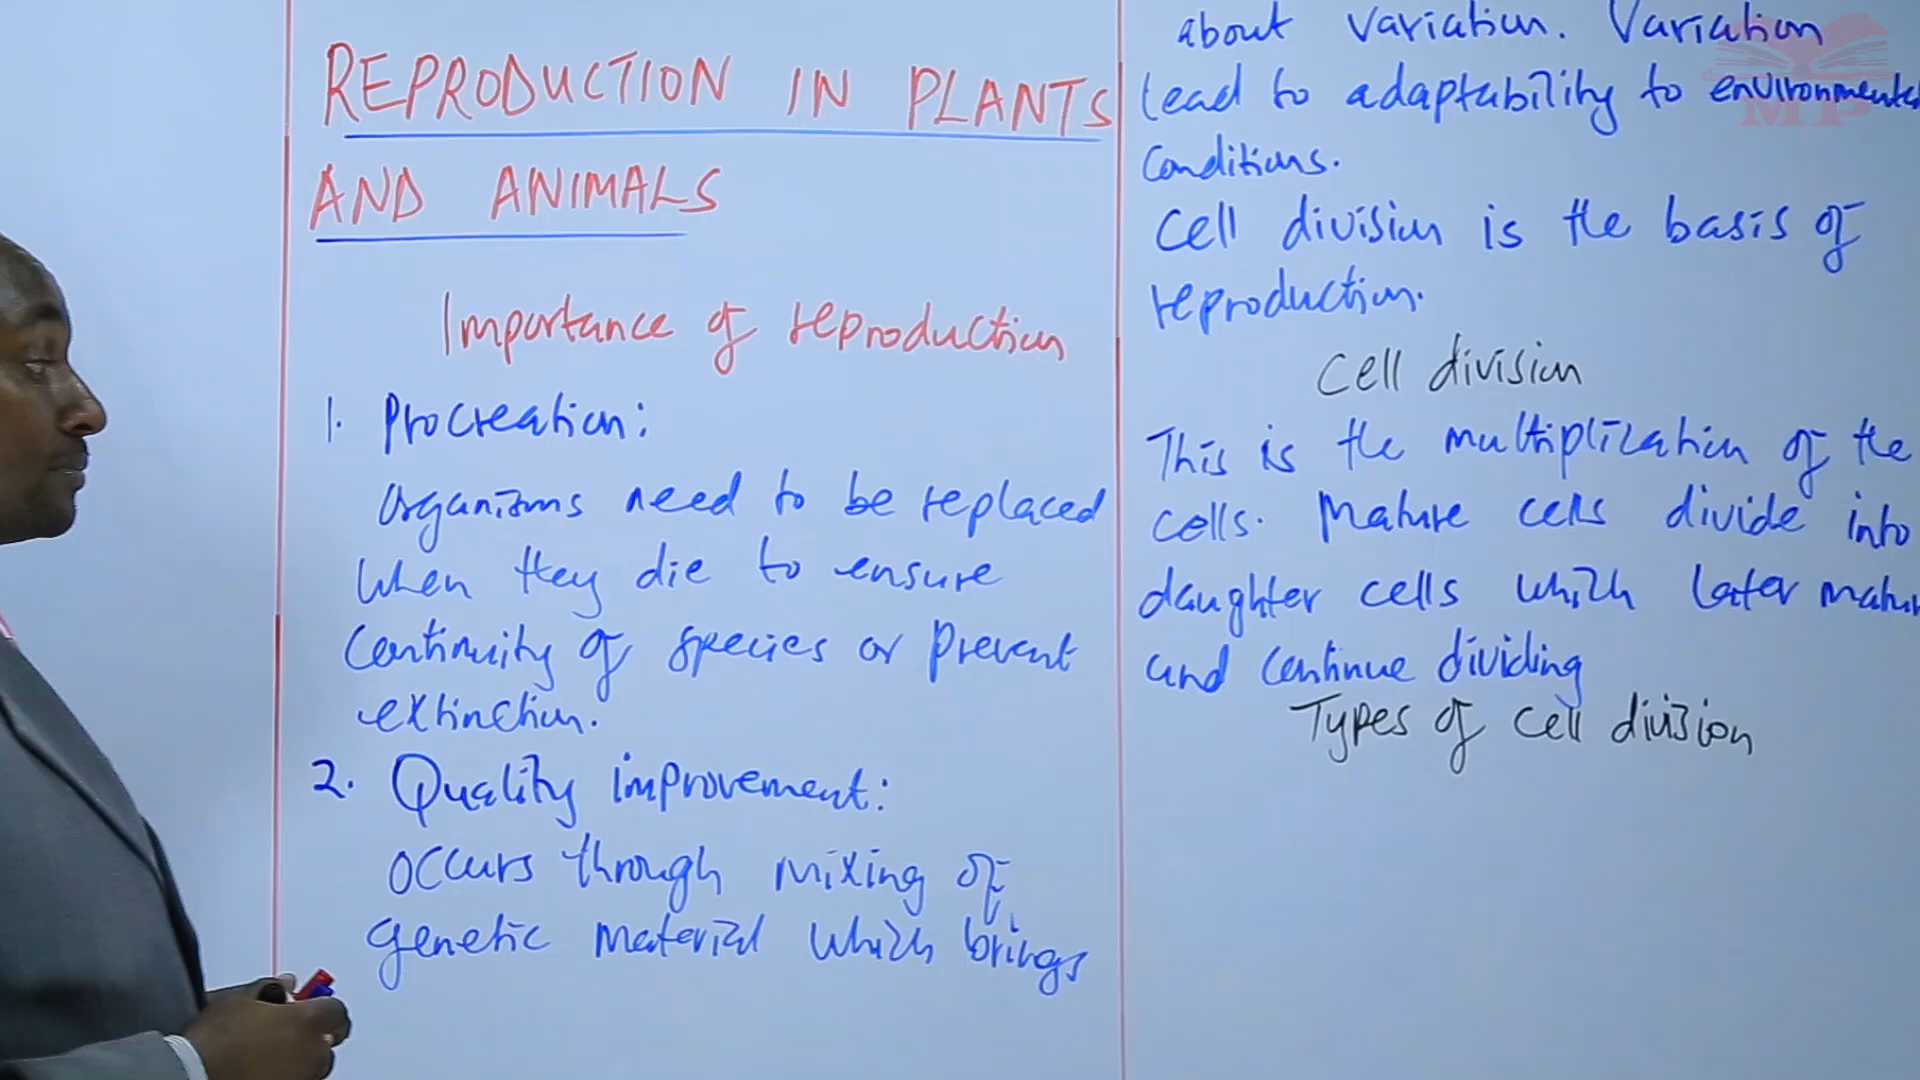 REPRODUCTION IN PLANTS
AND ANIMALS
Importance of reproduction
1. Procreation:
Organisms need to be replaced
when they die to ensure
continuity of species or prevent
extinction.
2. Quality improvement:
Occurs through mixing of
genetic material which brings
about variation. Variation
lead to adaptability to environmental
conditions.
Cell division is the basis of
reproduction.
Cell division
This is the multiplication of the
cells. Mature cells divide into
daughter cells which later mature
and continue dividing
Types of cell division
MP